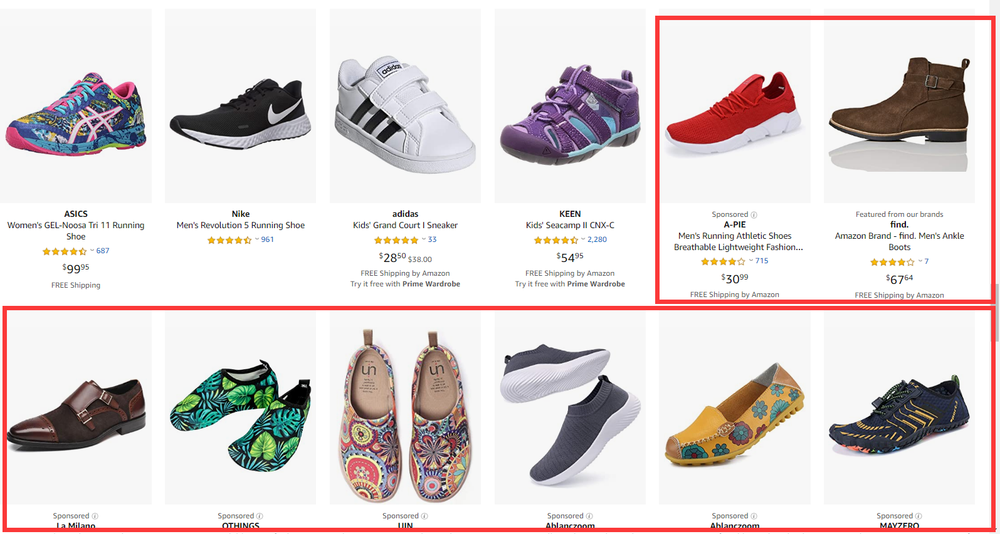 adidas
ASICS
Women's GEL-Noosa Tri 11 Running
Shoe
687
$99⁹⁵
FREE Shipping
Nike
Men's Revolution 5 Running Shoe
961
adidas
Kids' Grand Court I Sneaker
33
$28⁵⁰ $38.00
FREE Shipping by Amazon
Try it free with Prime Wardrobe
KEEN
Kids' Seacamp II CNX-C
2,280
$54⁹⁵
FREE Shipping by Amazon
Try it free with Prime Wardrobe
Sponsored
A-PIE
Men's Running Athletic Shoes
Breathable Lightweight Fashion...
715
$30⁹⁹
FREE Shipping by Amazon
Featured from our brands
find.
Amazon Brand - find. Men's Ankle
Boots
7
$67⁶⁴
FREE Shipping by Amazon
un
un
Sponsored
La Milano
Sponsored
QTHINGS
Sponsored
UIN
Sponsored
Ablanczoom
Sponsored
Ablanczoom
Sponsored
MAYZERO